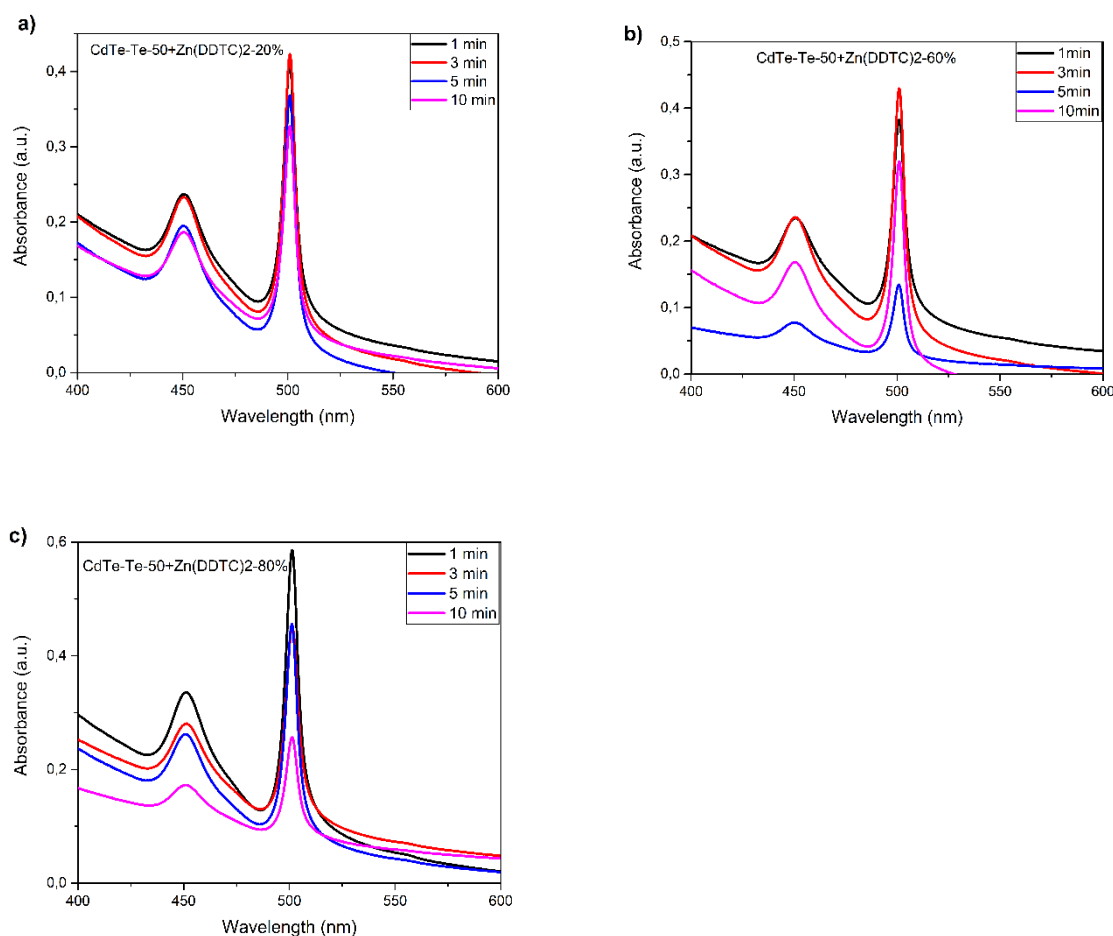 a)
CdTe-Te-50+Zn(DDTC)2-20%
1 min
3 min
5 min
10 min
0,4
0,3
0,2
0,1
0,0
Absorbance (a.u.)
400 450 500 550 600
Wavelength (nm)
b)
CdTe-Te-50+Zn(DDTC)2-60%
1min
3min
5min
10min
0,5
0,4
0,3
0,2
0,1
0,0
Absorbance (a.u.)
400 450 500 550 600
Wavelength (nm)
c)
CdTe-Te-50+Zn(DDTC)2-80%
1 min
3 min
5 min
10 min
0,6
0,4
0,2
0,0
Absorbance (a.u.)
400 450 500 550 600
Wavelength (nm)